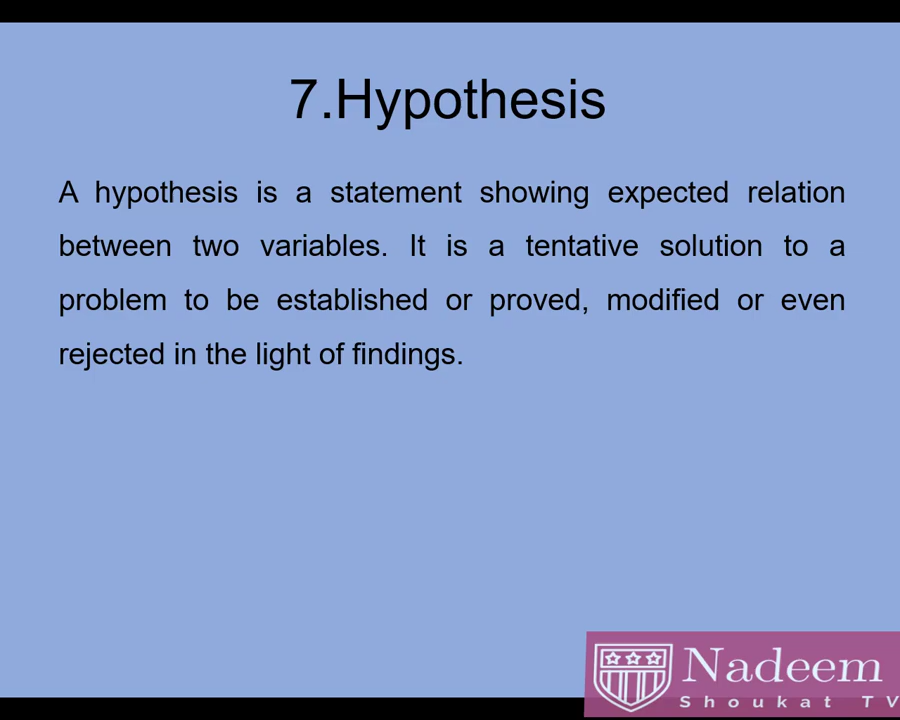 7.Hypothesis
A hypothesis is a statement showing expected relation
between two variables. It is a tentative solution to a
problem to be established or proved, modified or even
rejected in the light of findings.
Nadeem
Shoukat TV